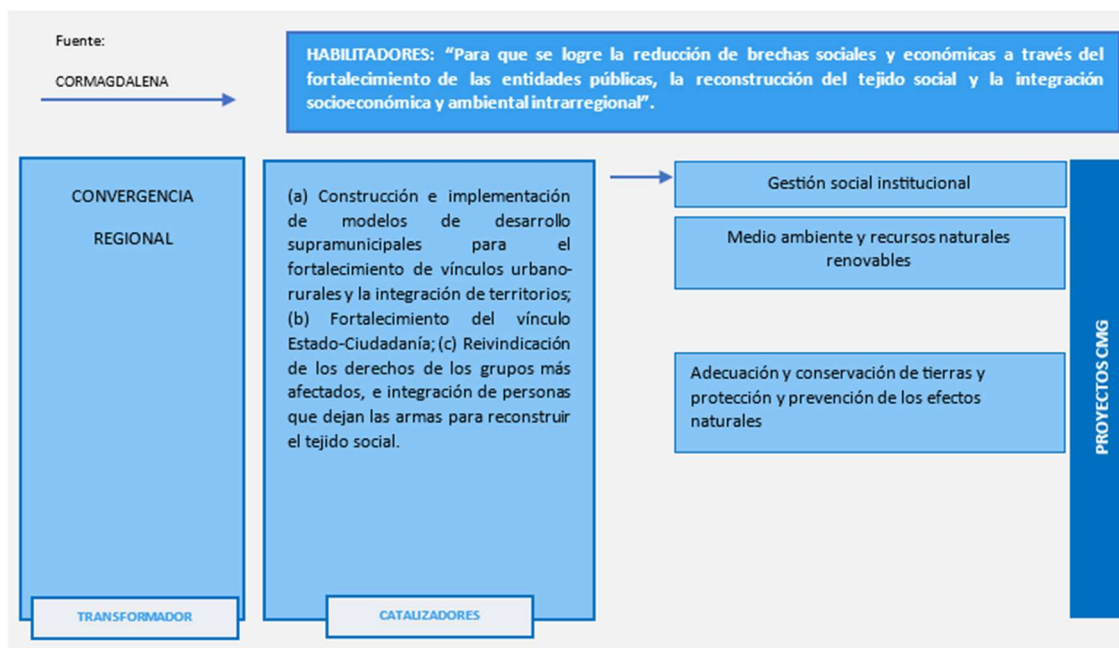 Fuente:
CORMAGDALENA
HABILITADORES: “Para que se logre la reducción de brechas sociales y económicas a través del
fortalecimiento de las entidades públicas, la reconstrucción del tejido social y la integración
socioeconómica y ambiental intrarregional”.
CONVERGENCIA
REGIONAL
TRANSFORMADOR
(a) Construcción e implementación
de modelos de desarrollo
supramunicipales para el
fortalecimiento de vínculos urbano-
rurales y la integración de territorios;
(b) Fortalecimiento del vínculo
Estado-Ciudadanía; (c) Reivindicación
de los derechos de los grupos más
afectados, e integración de personas
que dejan las armas para reconstruir
el tejido social.
CATALIZADORES
Gestión social institucional
Medio ambiente y recursos naturales
renovables
Adecuación y conservación de tierras y
protección y prevención de los efectos
naturales
PROYECTOS CMG